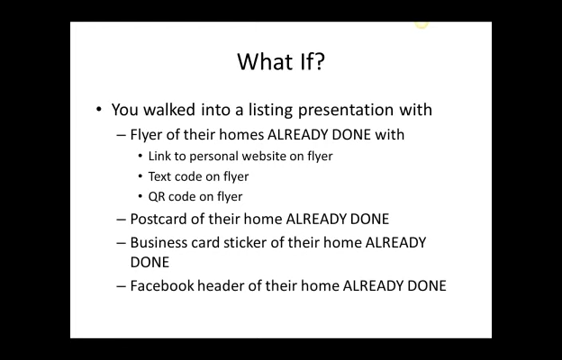 What If?
• You walked into a listing presentation with
– Flyer of their homes ALREADY DONE with
• Link to personal website on flyer
• Text code on flyer
• QR code on flyer
– Postcard of their home ALREADY DONE
– Business card sticker of their home ALREADY
DONE
– Facebook header of their home ALREADY DONE